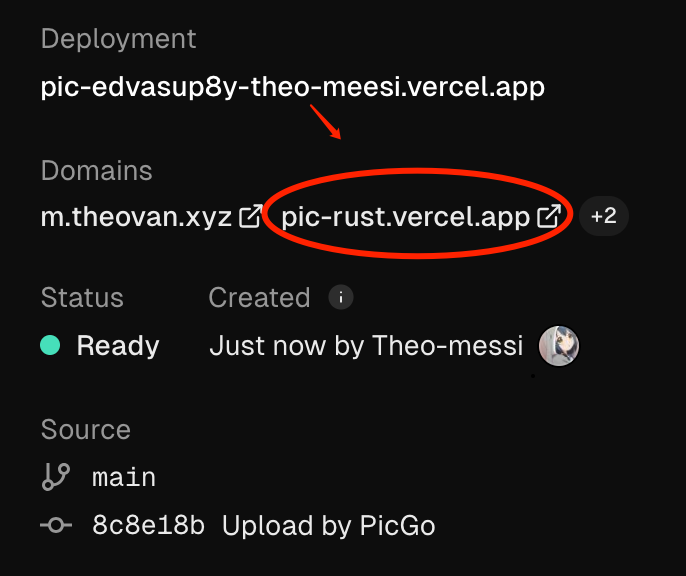 Deployment
pic-edvasup8y-theo-meesi.vercel.app
Domains
m.theovan.xyz pic-rust.vercel.app +2
Status Created i
Ready Just now by Theo-messi
Source
main
8c8e18b Upload by PicGo